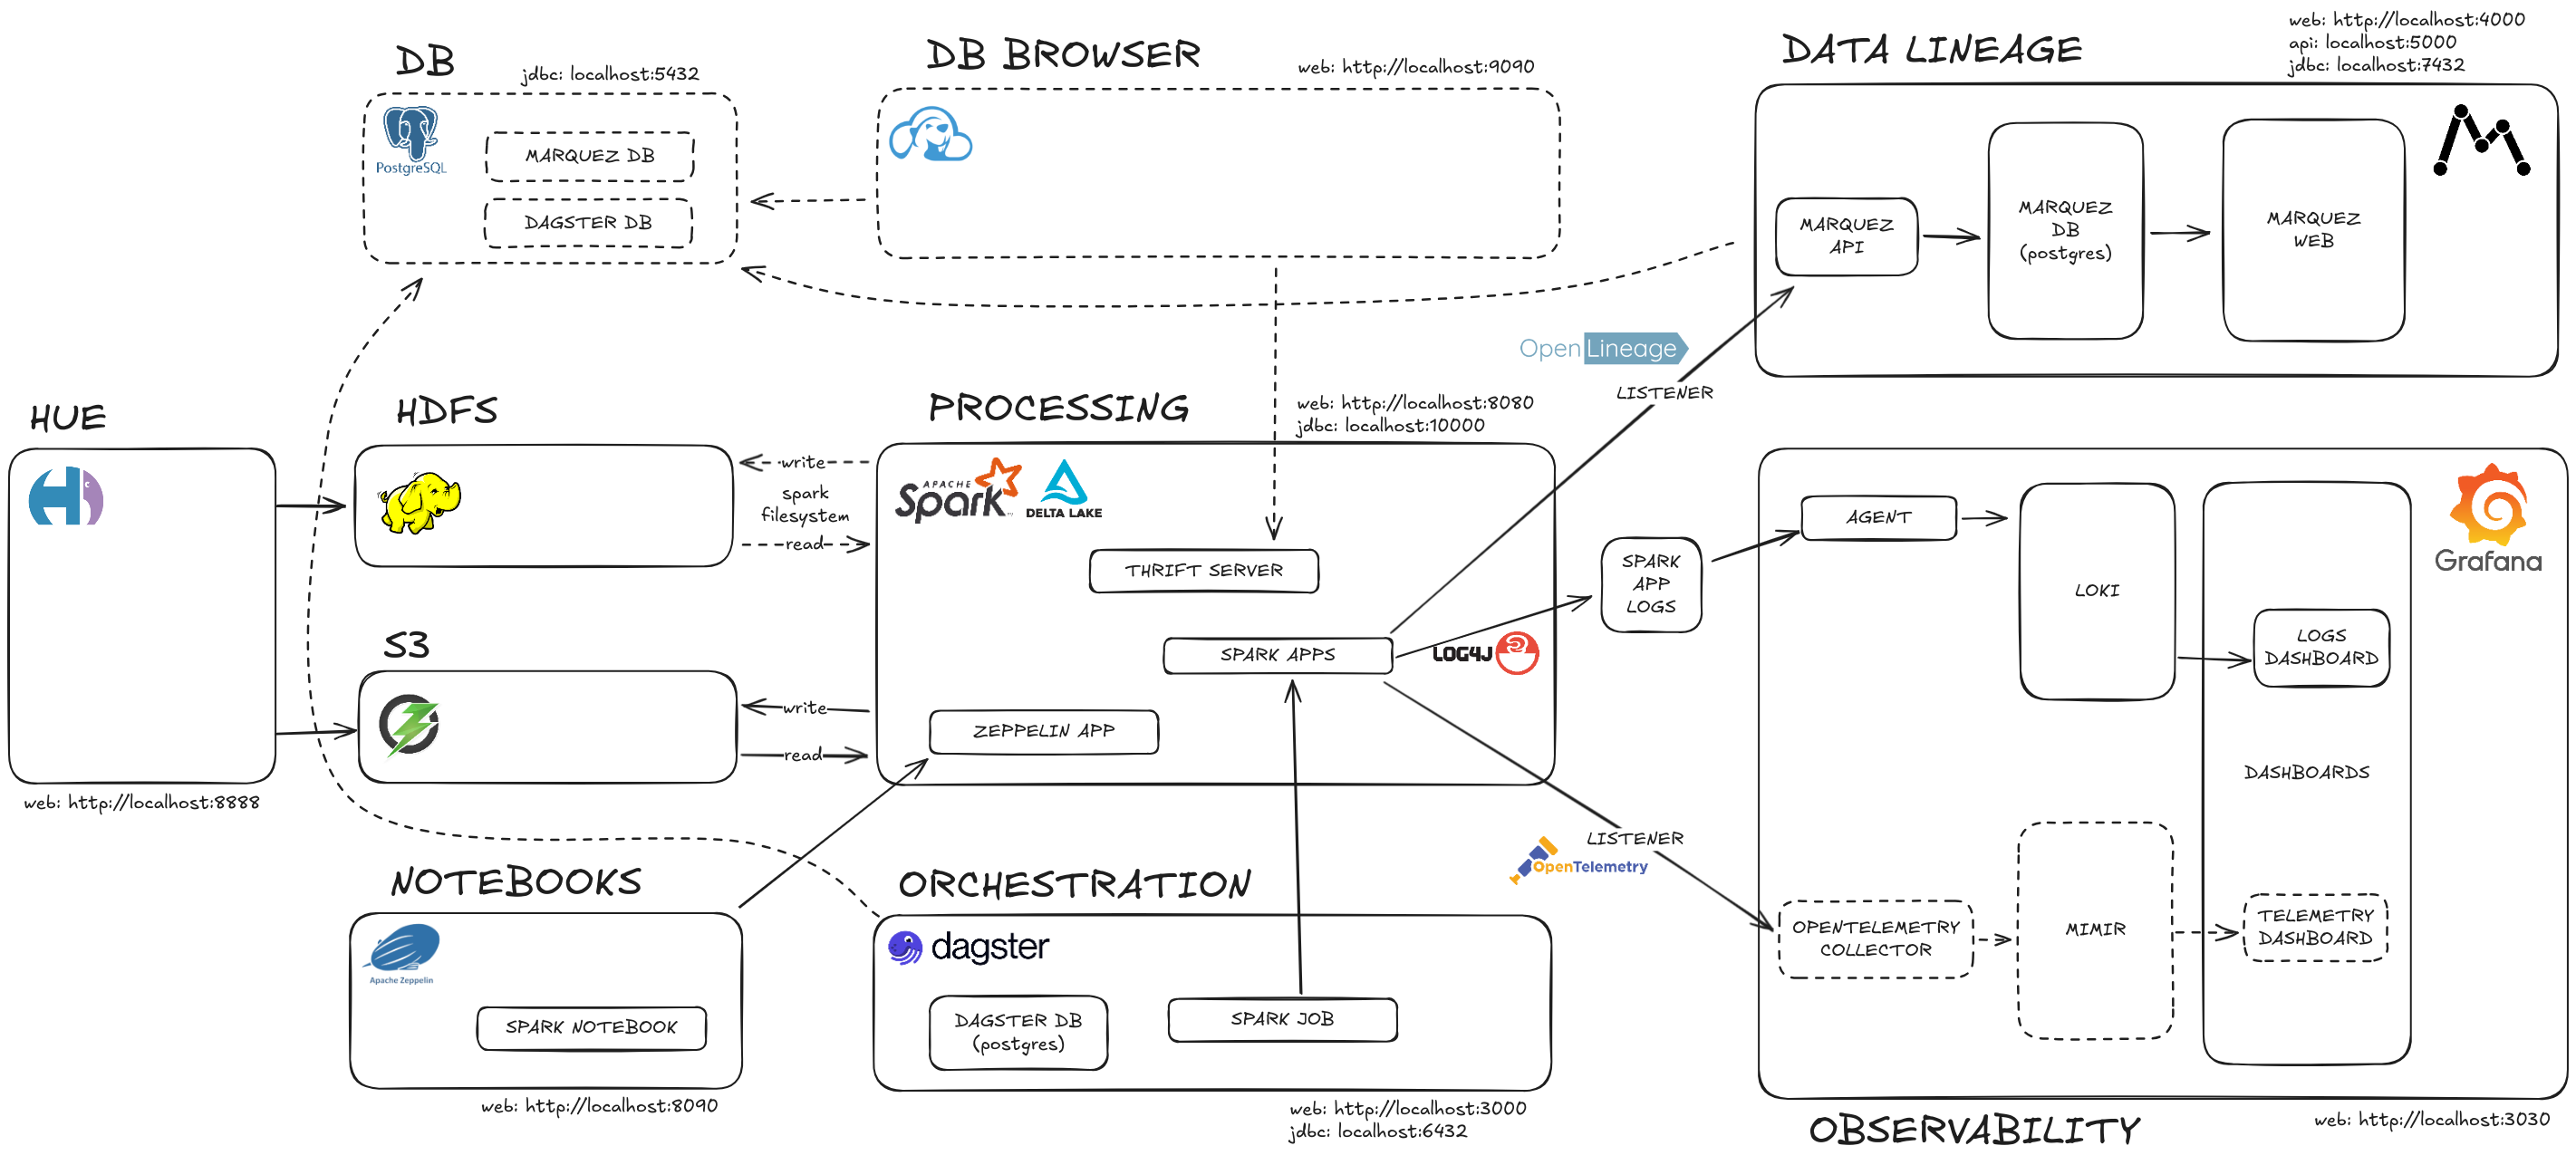 DB
jdbc: localhost:5432
PostgreSQL
MARQUEZ DB
DAGSTER DB
DB BROWSER
web: http://localhost:9090
DATA LINEAGE
web: http://localhost:4000
api: localhost:5000
jdbc: localhost:7432
MARQUEZ
API
MARQUEZ
DB
(postgres)
MARQUEZ
WEB
OpenLineage
LISTENER
HUE
web: http://localhost:8888
HDFS
write
spark
filesystem
read
S3
write
read
PROCESSING
web: http://localhost:8080
jdbc: localhost:10000
APACHE
Spark
DELTA LAKE
THRIFT SERVER
SPARK APPS
LOG4J
ZEPPELIN APP
SPARK
APP
LOGS
AGENT
LOKI
Grafana
LOGS
DASHBOARD
DASHBOARDS
LISTENER
OpenTelemetry
OPENTELEMETRY
COLLECTOR
MIMIR
TELEMETRY
DASHBOARD
OBSERVABILITY
web: http://localhost:3030
NOTEBOOKS
Apache Zeppelin
SPARK NOTEBOOK
web: http://localhost:8090
ORCHESTRATION
dagster
DAGSTER DB
(postgres)
SPARK JOB
web: http://localhost:3000
jdbc: localhost:6432